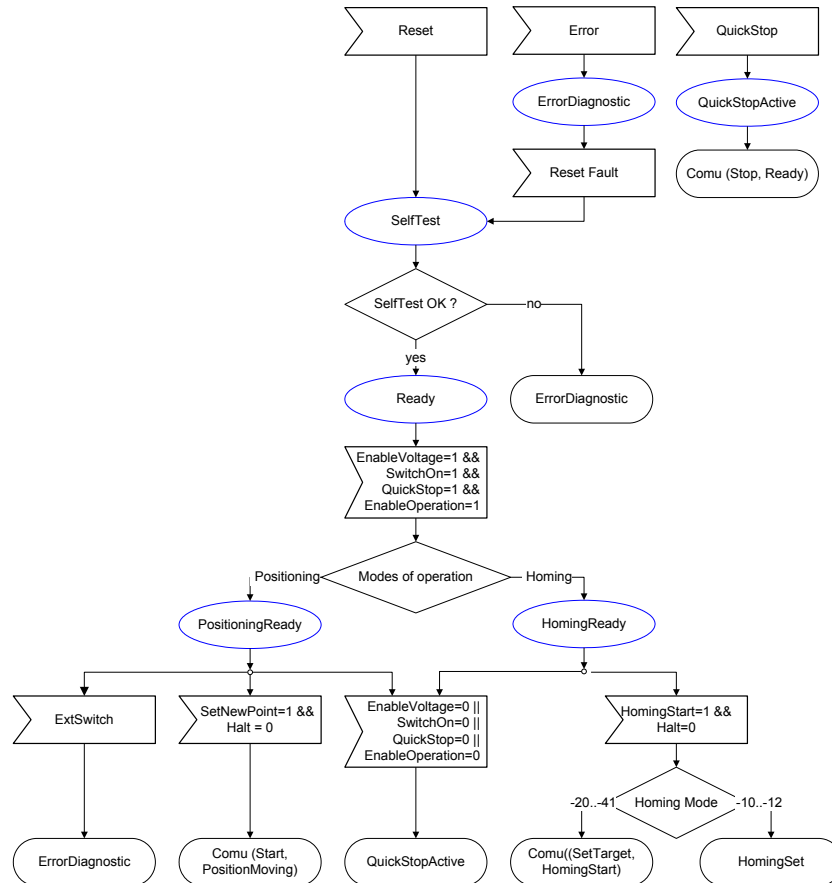 Reset
Error
QuickStop
ErrorDiagnostic
QuickStopActive
Reset Fault
Comu (Stop, Ready)
SelfTest
SelfTest OK ?
no
yes
Ready
ErrorDiagnostic
EnableVoltage=1 &&
SwitchOn=1 &&
QuickStop=1 &&
EnableOperation=1
Positioning
Modes of operation
Homing
PositioningReady
HomingReady
ExtSwitch
SetNewPoint=1 &&
Halt = 0
EnableVoltage=0 ||
SwitchOn=0 ||
QuickStop=0 ||
EnableOperation=0
HomingStart=1 &&
Halt=0
-20..-41
Homing Mode
-10..-12
ErrorDiagnostic
Comu (Start,
PositionMoving)
QuickStopActive
Comu((SetTarget,
HomingStart)
HomingSet